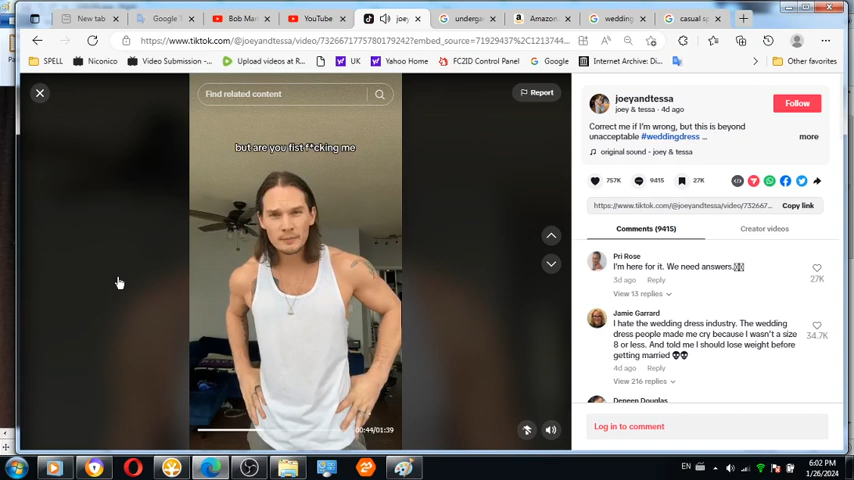 New tab
Google T
Bob Mar
YouTube
joey
underga
Amazon.
wedding
casual sp
https://www.tiktok.com/@joeyandtessa/video/7326671775780179242?embed_source=71929437%2C1213744...
SPELL
Niconico
Video Submission -...
Upload videos at R...
UK
Yahoo Home
FC2ID Control Panel
Google
Internet Archive: Di...
Other favorites
Find related content
Report
but are you fist f*cking me
00:44/01:39
joeyandtessa
joey & tessa · 4d ago
Follow
Correct me if I'm wrong, but this is beyond
unacceptable #weddingdress ...
more
original sound - joey & tessa
757K
9415
27K
https://www.tiktok.com/@joeyandtessa/video/732667...
Copy link
Comments (9415)
Creator videos
Pri Rose
I'm here for it. We need answers.
27K
3d ago
Reply
View 13 replies
Jamie Garrard
I hate the wedding dress industry. The wedding
dress people made me cry because I wasn't a size
8 or less. And told me I should lose weight before
getting married 💀💀
34.7K
4d ago
Reply
View 216 replies
Deneen Douglas
Log in to comment
EN
6:02 PM
1/26/2024